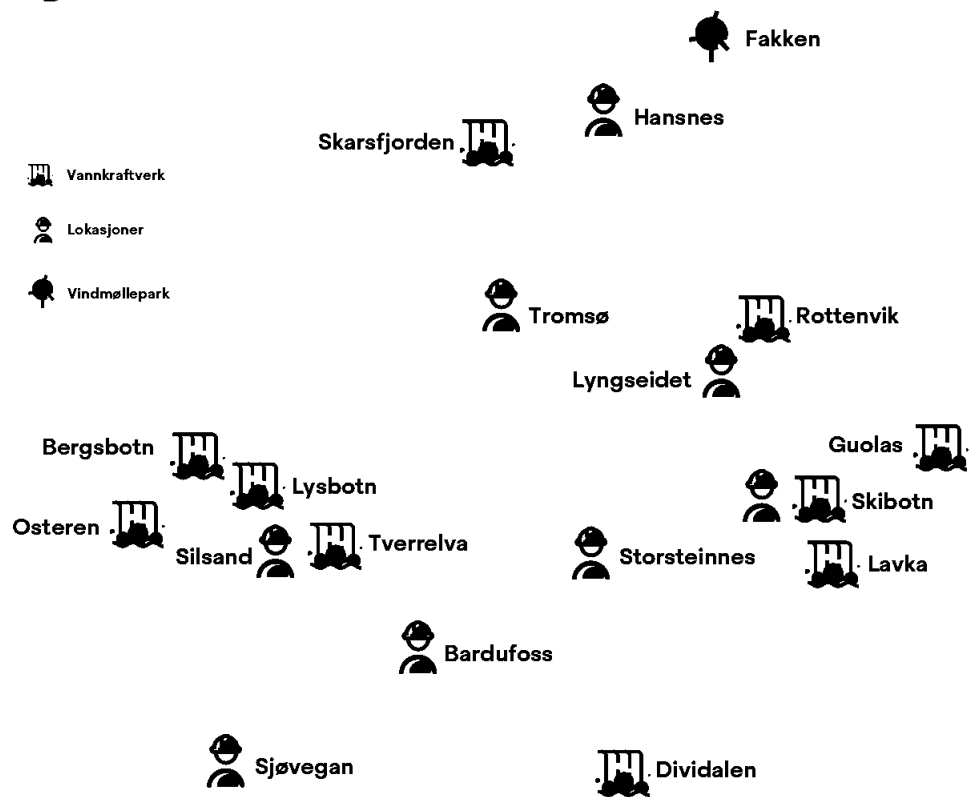 Fakken
Hansnes
Skarsfjorden
Vannkraftverk
Lokasjoner
Vindmøllepark
Tromsø
Rottenvik
Lyngseidet
Bergsbotn
Guolas
Lysbotn
Skibotn
Osteren
Silsand
Tverrelva
Storsteinnes
Lavka
Bardufoss
Sjøvegan
Dividalen